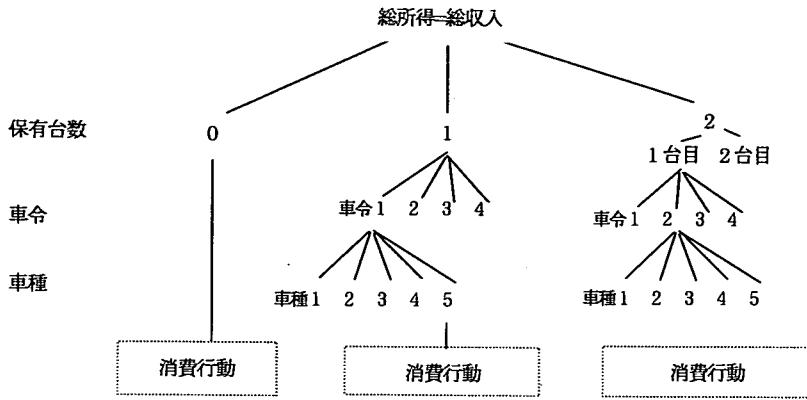 総所得=総収入
保有台数 0 1 2
1台目 2台目
車令 車令1 2 3 4 車令1 2 3 4
車種 車種1 2 3 4 5 車種1 2 3 4 5
消費行動 消費行動 消費行動